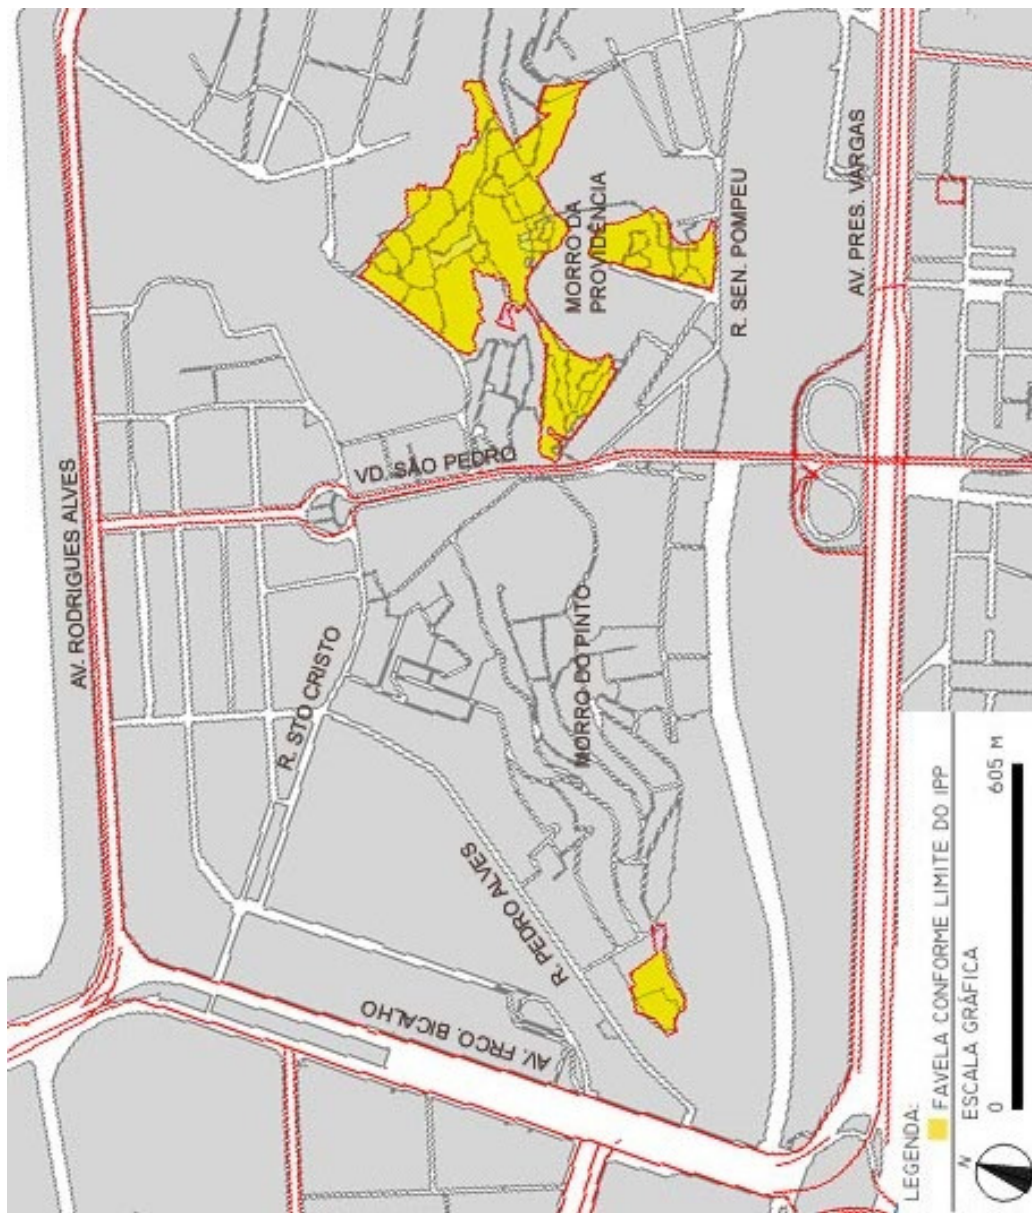 AV. RODRIGUES ALVES
R. STO CRISTO
VD. SÃO PEDRO
AV. FRCO. BICALHO
R. PEDRO ALVES
MORRO DO PINTO
MORRO DA
PROVIDÊNCIA
R. SEN. POMPEU
AV. PRES. VARGAS
LEGENDA:
FAVELA CONFORME LIMITE DO IPP
N
ESCALA GRÁFICA
0
605 M